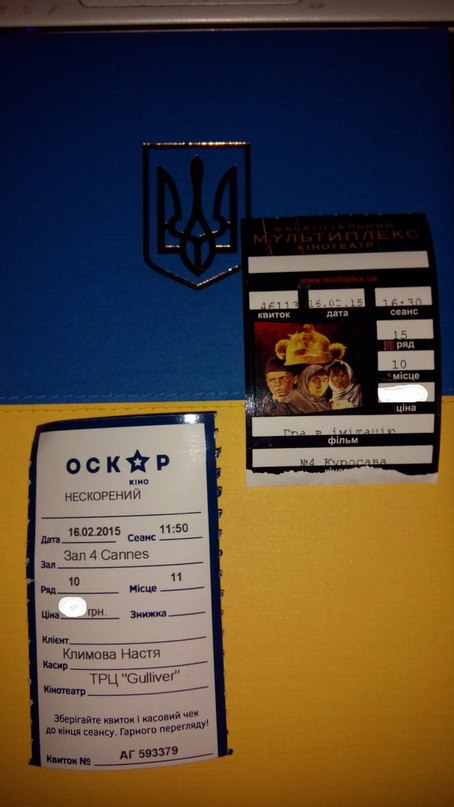 БАГАТОЗАЛЬНИЙ
МУЛЬТИПЛЕКС
КІНОТЕАТР
www.multiplex.ua
46113 16.02.15 16:30
квиток дата сеанс
15
ряд
10
місце
ціна
Гра в імітацію
фільм
№4 Куросава
ОСКАР
КІНО
НЕСКОРЕНИЙ
Дата 16.02.2015 Сеанс 11:50
Зал Зал 4 Cannes
Ряд 10 Місце 11
Ціна грн. Знижка
Клієнт
Касир Климова Настя
Кінотеатр ТРЦ "Gulliver"
Зберігайте квиток і касовий чек
до кінця сеансу. Гарного перегляду!
Квиток № АГ 593379